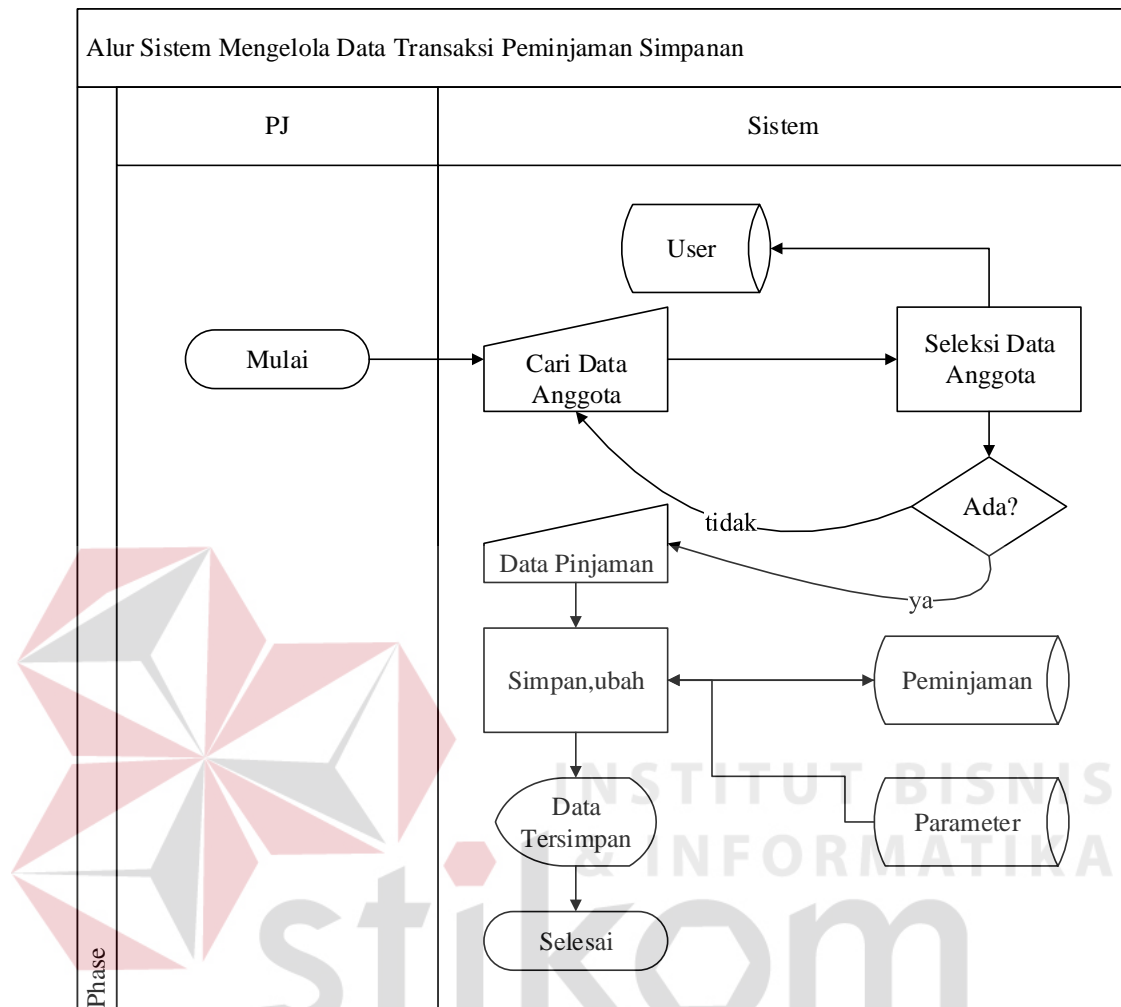 Alur Sistem Mengelola Data Transaksi Peminjaman Simpanan
PJ
Sistem
User
Mulai
Cari Data
Anggota
Seleksi Data
Anggota
Ada?
tidak
Data Pinjaman
ya
Simpan,ubah
Peminjaman
Data
Tersimpan
Parameter
Selesai
Phase
INSTITUT BISNIS
& INFORMATIKA
stikom